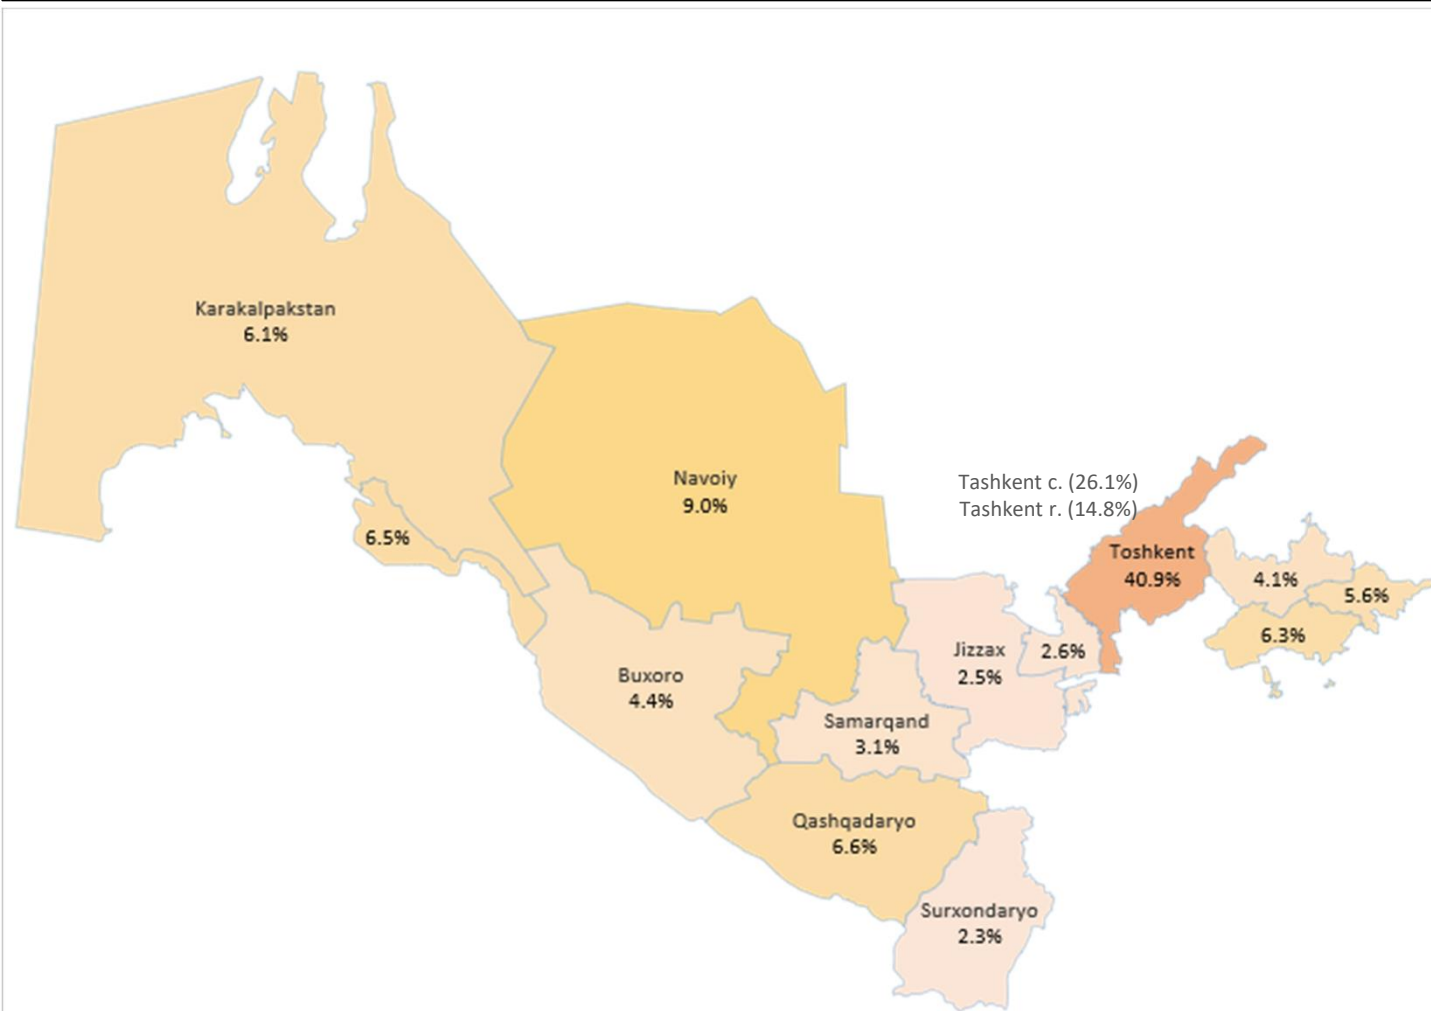 Karakalpakstan
6.1%
Navoiy
9.0%
Tashkent c. (26.1%)
Tashkent r. (14.8%)
6.5%
Toshkent
40.9%
4.1%
5.6%
6.3%
Jizzax
2.5%
2.6%
Buxoro
4.4%
Samarqand
3.1%
Qashqadaryo
6.6%
Surxondaryo
2.3%